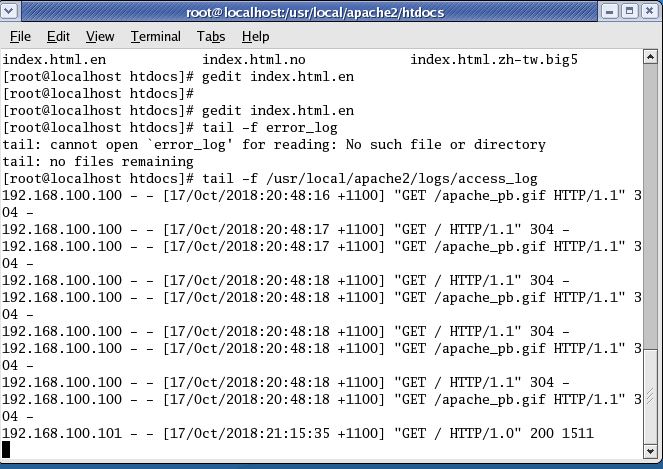 root@localhost:/usr/local/apache2/htdocs
File Edit View Terminal Tabs Help
index.html.en index.html.no index.html.zh-tw.big5
[root@localhost htdocs]# gedit index.html.en
[root@localhost htdocs]#
[root@localhost htdocs]# gedit index.html.en
[root@localhost htdocs]# tail -f error_log
tail: cannot open `error_log' for reading: No such file or directory
tail: no files remaining
[root@localhost htdocs]# tail -f /usr/local/apache2/logs/access_log
192.168.100.100 - - [17/Oct/2018:20:48:16 +1100] "GET /apache_pb.gif HTTP/1.1" 3
04 -
192.168.100.100 - - [17/Oct/2018:20:48:17 +1100] "GET / HTTP/1.1" 304 -
192.168.100.100 - - [17/Oct/2018:20:48:17 +1100] "GET /apache_pb.gif HTTP/1.1" 3
04 -
192.168.100.100 - - [17/Oct/2018:20:48:18 +1100] "GET / HTTP/1.1" 304 -
192.168.100.100 - - [17/Oct/2018:20:48:18 +1100] "GET /apache_pb.gif HTTP/1.1" 3
04 -
192.168.100.100 - - [17/Oct/2018:20:48:18 +1100] "GET / HTTP/1.1" 304 -
192.168.100.100 - - [17/Oct/2018:20:48:18 +1100] "GET /apache_pb.gif HTTP/1.1" 3
04 -
192.168.100.100 - - [17/Oct/2018:20:48:18 +1100] "GET / HTTP/1.1" 304 -
192.168.100.100 - - [17/Oct/2018:20:48:18 +1100] "GET /apache_pb.gif HTTP/1.1" 3
04 -
192.168.100.101 - - [17/Oct/2018:21:15:35 +1100] "GET / HTTP/1.0" 200 1511